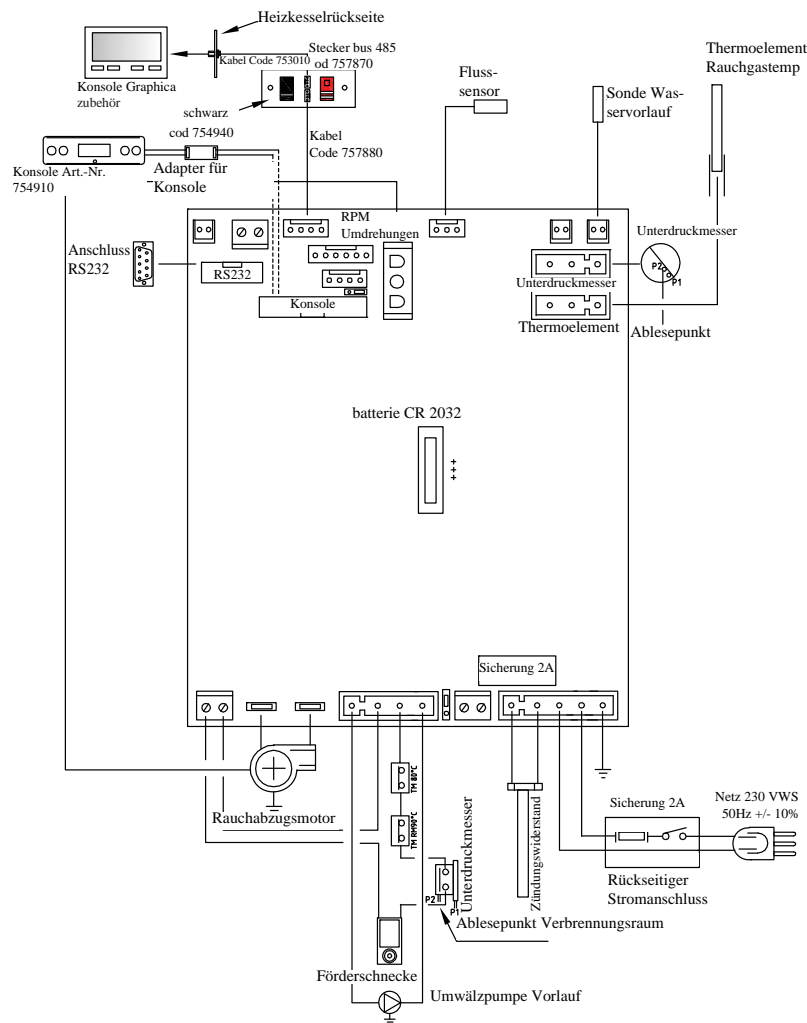 Heizkesselrückseite
Kabel Code 753010
Stecker bus 485
od 757870
Konsole Graphica
zubehör
schwarz
cod 754940
Kabel
Code 757880
Konsole Art.-Nr.
754910
Adapter für
Konsole
Fluss-
sensor
Sonde Was-
servorlauf
Thermoelement
Rauchgastemp
Anschluss
RS232
RS232
RPM
Umdrehungen
Konsole
Unterdruckmesser
P2
P1
Unterdruckmesser
Thermoelement
Ablesepunkt
batterie CR 2032
+++
Sicherung 2A
Rauchabzugsmotor
TM 80°C
TM RM90°C
Unterdruckmesser
P2
P1
Ablesepunkt Verbrennungsraum
Förderschnecke
Umwälzpumpe Vorlauf
Zündungswiderstand
Sicherung 2A
Rückseitiger
Stromanschluss
Netz 230 VWS
50Hz +/- 10%